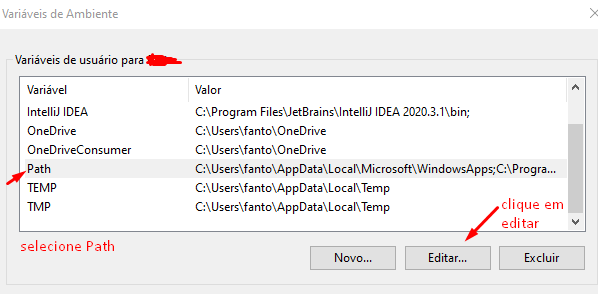 Variáveis de Ambiente
Variáveis de usuário para
Variável Valor
IntelliJ IDEA C:\Program Files\JetBrains\IntelliJ IDEA 2020.3.1\bin;
OneDrive C:\Users\fanto\OneDrive
OneDriveConsumer C:\Users\fanto\OneDrive
Path C:\Users\fanto\AppData\Local\Microsoft\WindowsApps;C:\Progra...
TEMP C:\Users\fanto\AppData\Local\Temp
TMP C:\Users\fanto\AppData\Local\Temp
clique em
editar
selecione Path
Novo... Editar... Excluir